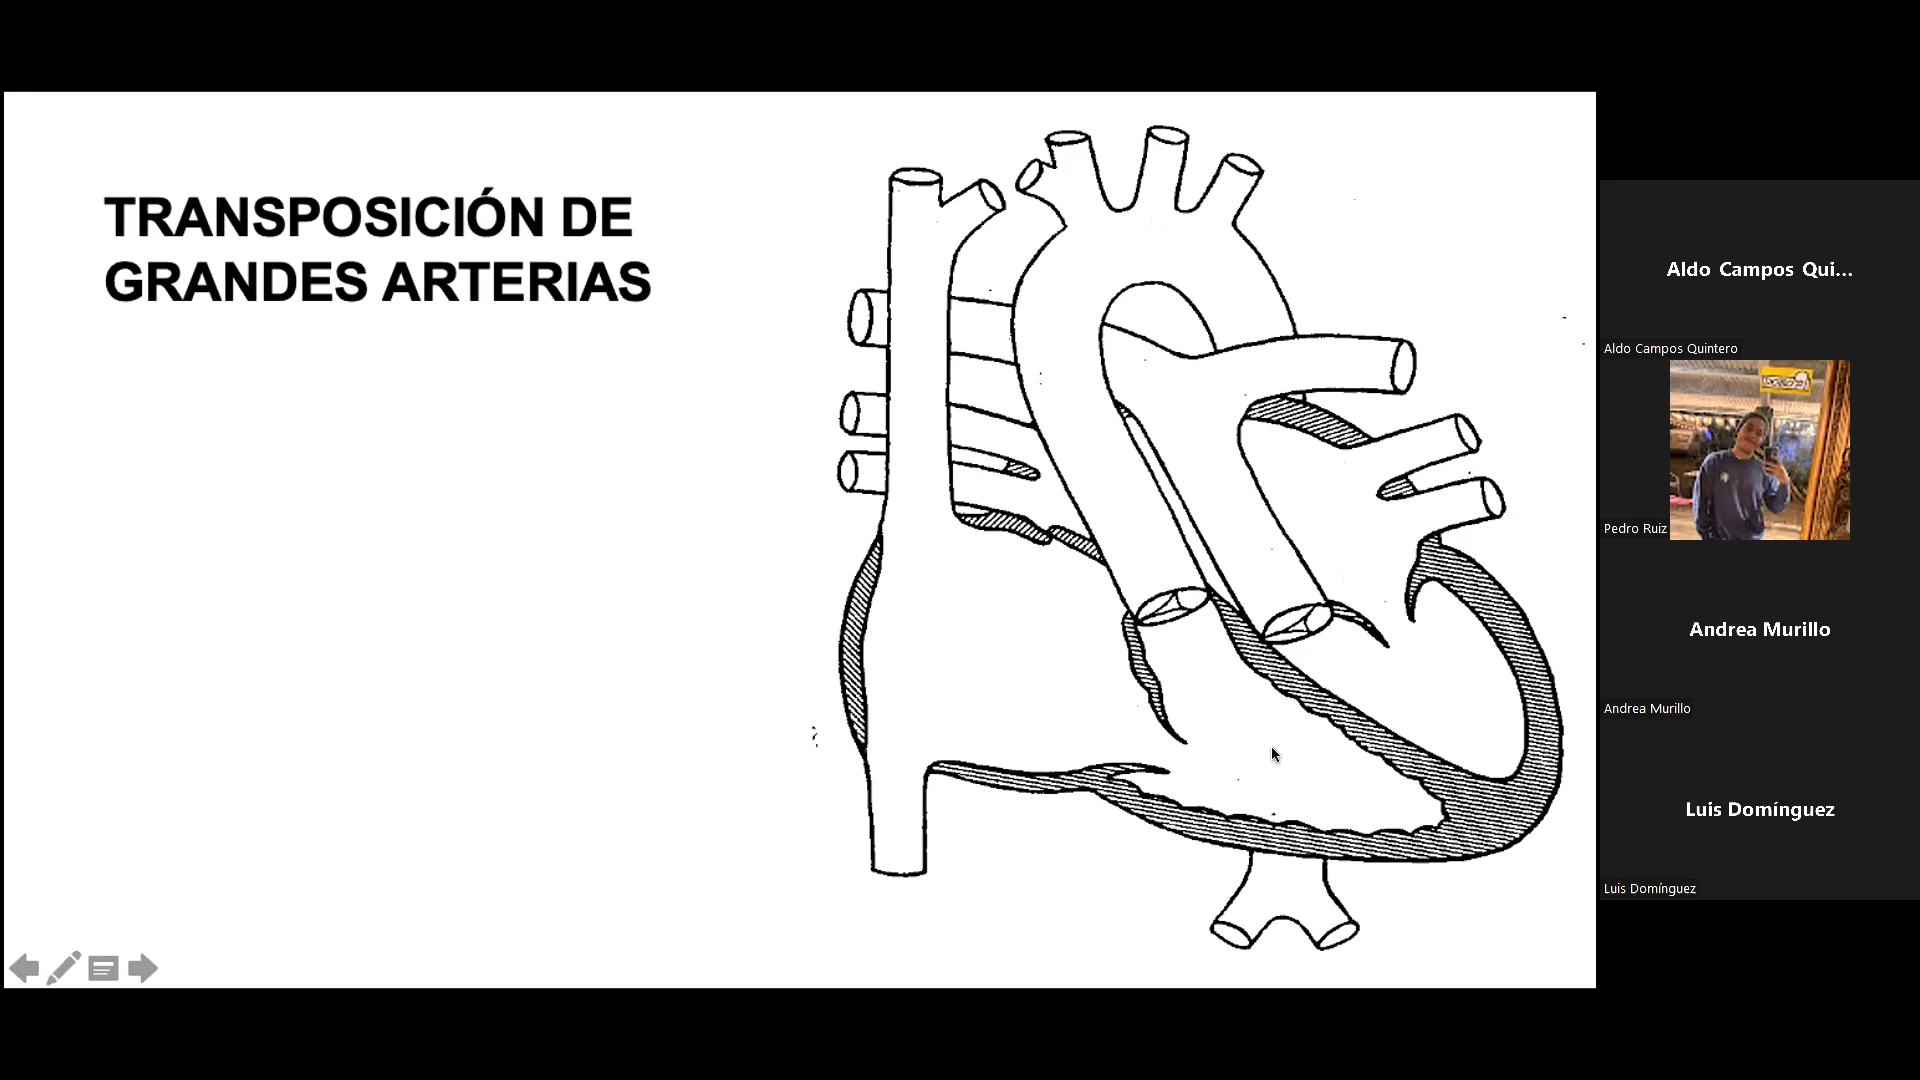 TRANSPOSICIÓN DE
GRANDES ARTERIAS
Aldo Campos Qui...
Aldo Campos Quintero
Pedro Ruiz
Andrea Murillo
Andrea Murillo
Luis Domínguez
Luis Domínguez